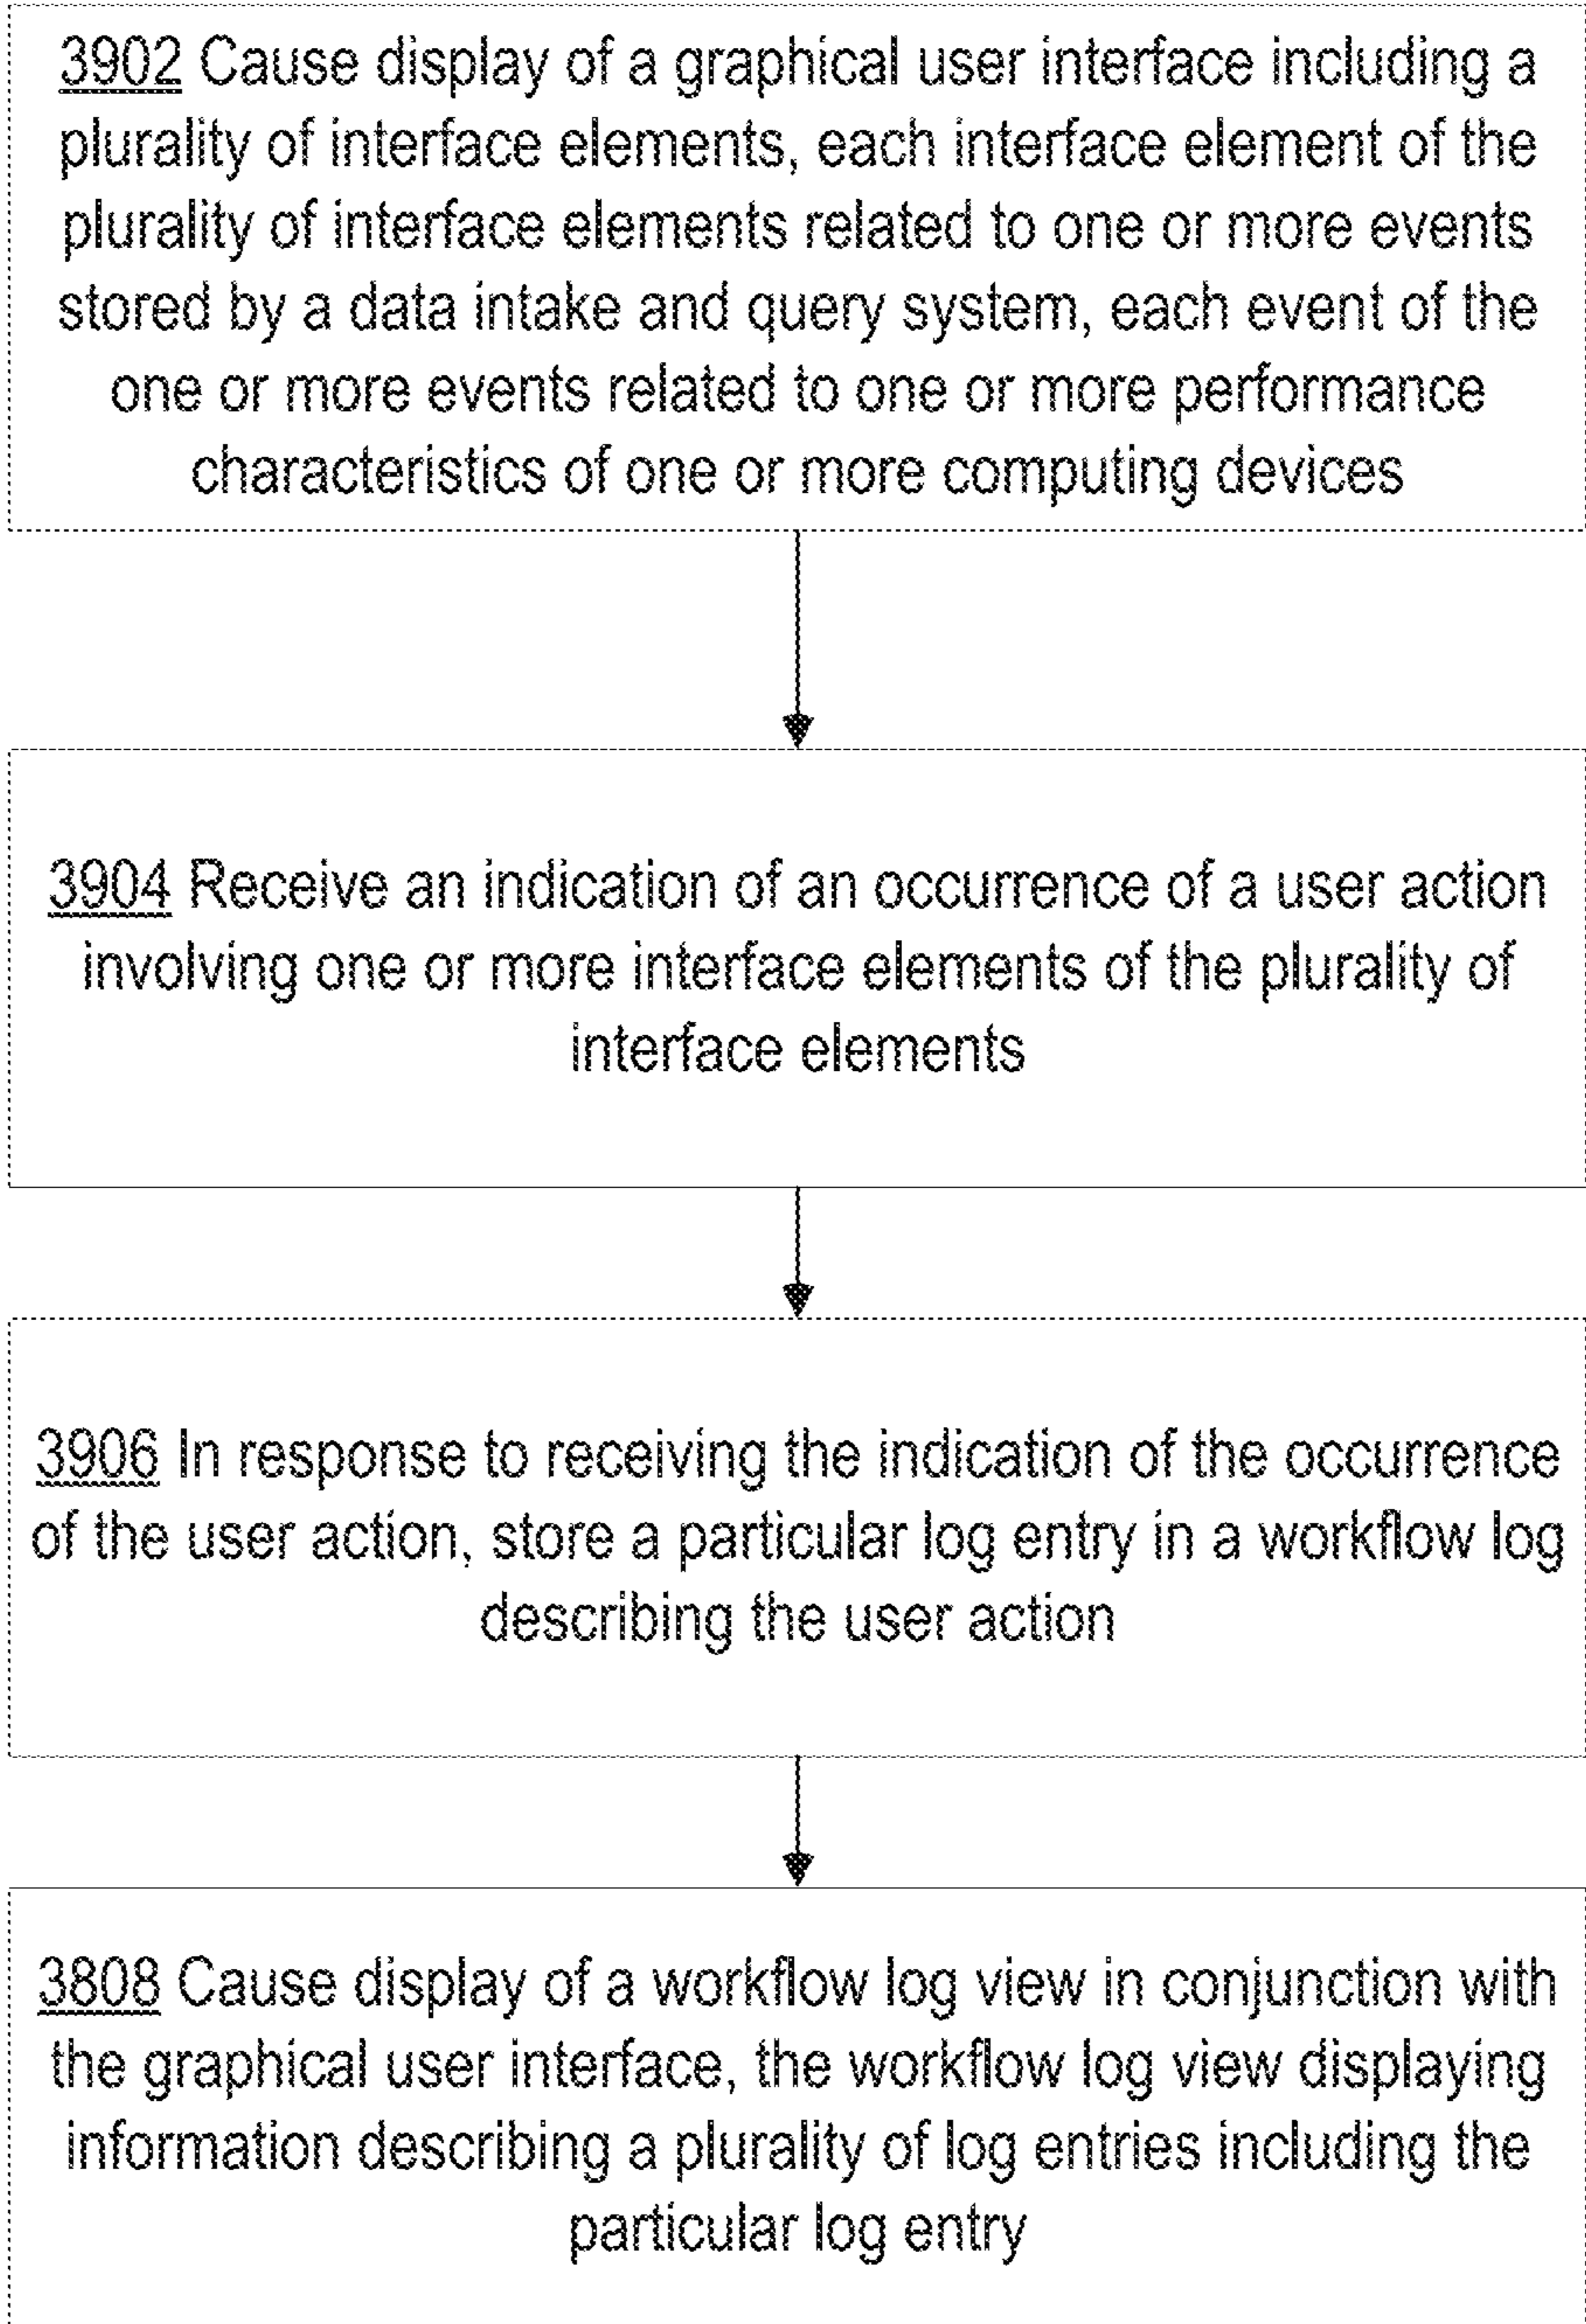 3902 Cause display of a graphical user interface including a
plurality of interface elements, each interface element of the
plurality of interface elements related to one or more events
stored by a data intake and query system, each event of the
one or more events related to one or more performance
characteristics of one or more computing devices
3904 Receive an indication of an occurrence of a user action
involving one or more interface elements of the plurality of
interface elements
3906 In response to receiving the indication of the occurrence
of the user action, store a particular log entry in a workflow log
describing the user action
3808 Cause display of a workflow log view in conjunction with
the graphical user interface, the workflow log view displaying
information describing a plurality of log entries including the
particular log entry